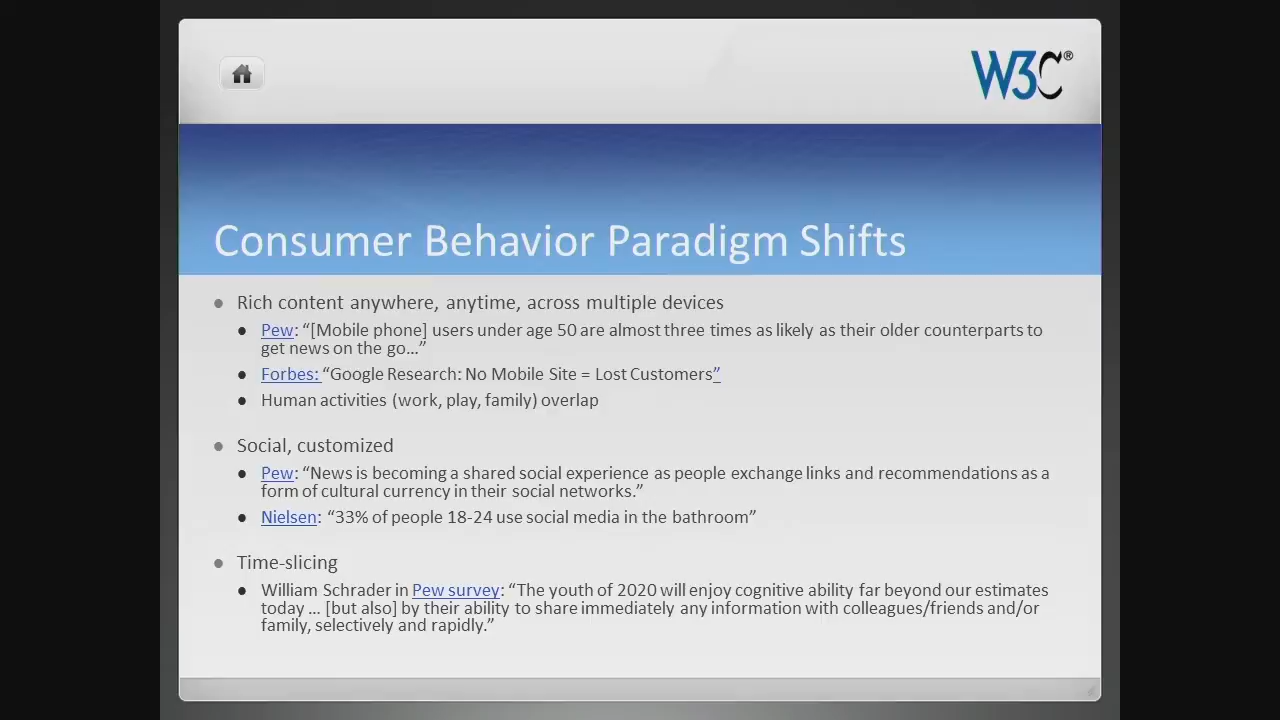 W3C®
Consumer Behavior Paradigm Shifts
Rich content anywhere, anytime, across multiple devices
Pew: “[Mobile phone] users under age 50 are almost three times as likely as their older counterparts to
get news on the go…”
Forbes: “Google Research: No Mobile Site = Lost Customers”
Human activities (work, play, family) overlap
Social, customized
Pew: “News is becoming a shared social experience as people exchange links and recommendations as a
form of cultural currency in their social networks.”
Nielsen: “33% of people 18-24 use social media in the bathroom”
Time-slicing
William Schrader in Pew survey: “The youth of 2020 will enjoy cognitive ability far beyond our estimates
today … [but also] by their ability to share immediately any information with colleagues/friends and/or
family, selectively and rapidly.”